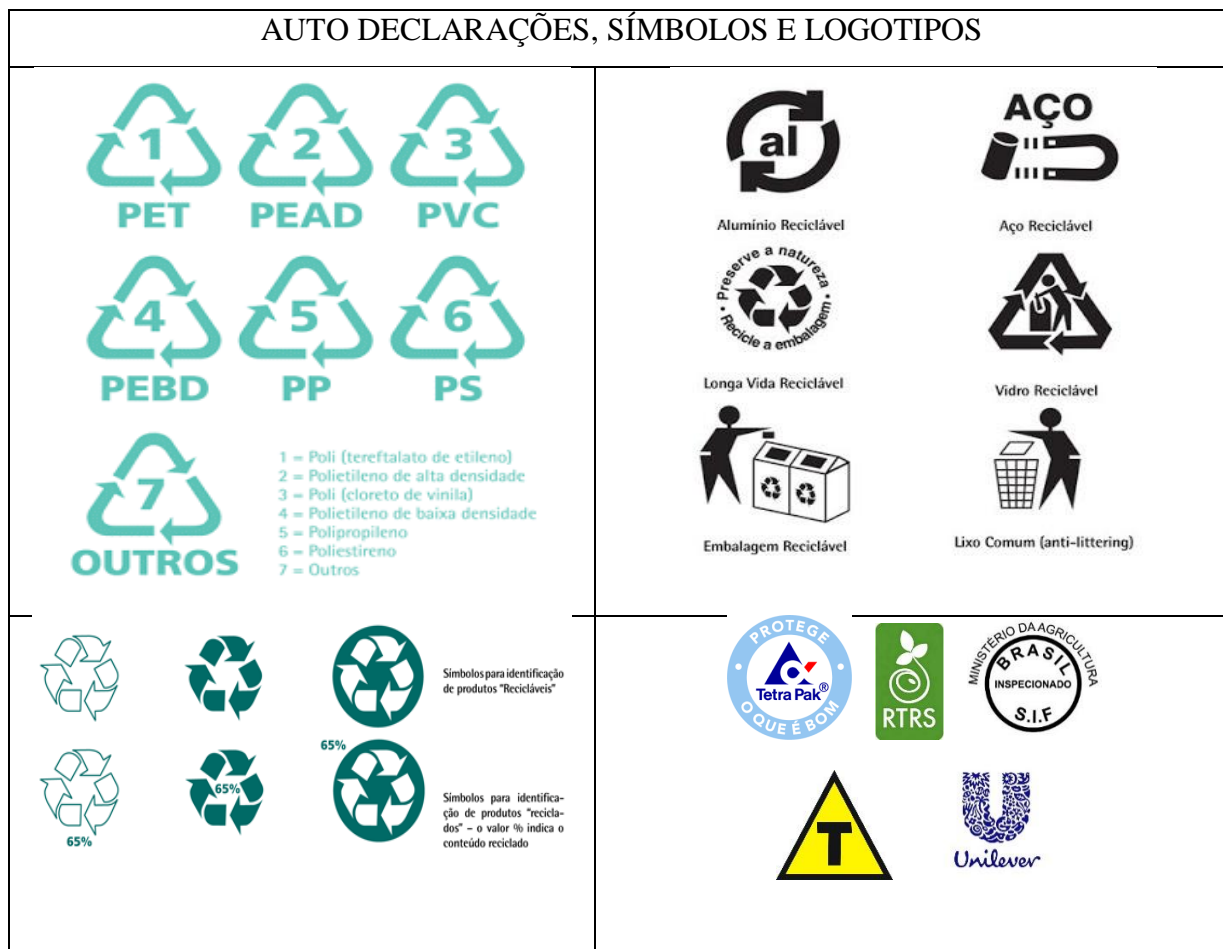 AUTO DECLARAÇÕES, SÍMBOLOS E LOGOTIPOS
1
2
3
PET
PEAD
PVC
4
5
6
PEBD
PP
PS
7
OUTROS
1 = Poli (tereftalato de etileno)
2 = Polietileno de alta densidade
3 = Poli (cloreto de vinila)
4 = Polietileno de baixa densidade
5 = Polipropileno
6 = Poliestireno
7 = Outros
al
AÇO
Alumínio Reciclável
Aço Reciclável
Preserve a natureza •
Recicle a embalagem •
Longa Vida Reciclável
Vidro Reciclável
Embalagem Reciclável
Lixo Comum (anti-littering)
Símbolos para identificação
de produtos "Recicláveis"
65%
65%
65%
Símbolos para identifica-
ção de produtos "recicla-
dos" – o valor % indica o
conteúdo reciclado
PROTEGE
Tetra Pak®
O QUE É BOM
RTRS
MINISTÉRIO DA AGRICULTURA
BRASIL
INSPECIONADO
S.I.F
T
Unilever